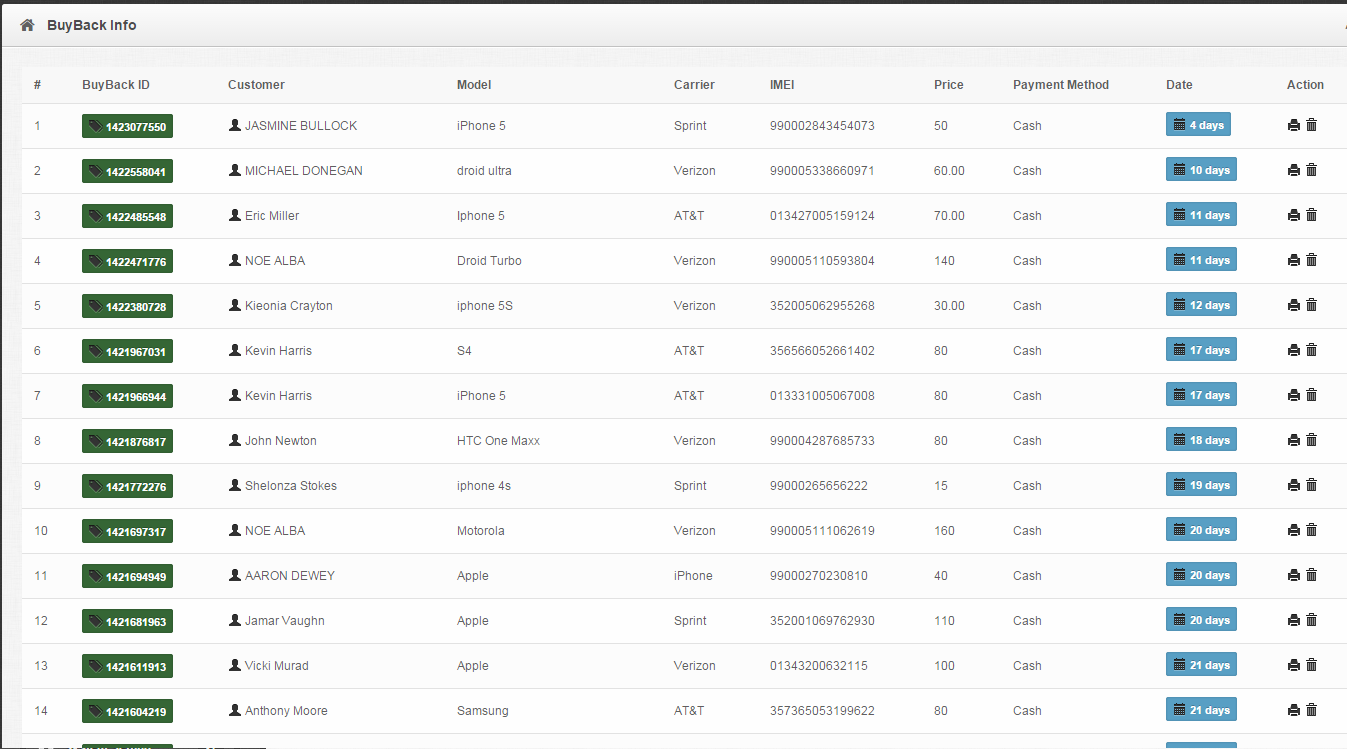 BuyBack Info
# BuyBack ID Customer Model Carrier IMEI Price Payment Method Date Action
1 1423077550 JASMINE BULLOCK iPhone 5 Sprint 990002843454073 50 Cash 4 days
2 1422558041 MICHAEL DONEGAN droid ultra Verizon 990005338660971 60.00 Cash 10 days
3 1422485548 Eric Miller Iphone 5 AT&T 013427005159124 70.00 Cash 11 days
4 1422471776 NOE ALBA Droid Turbo Verizon 990005110593804 140 Cash 11 days
5 1422380728 Kieonia Crayton iphone 5S Verizon 352005062955268 30.00 Cash 12 days
6 1421967031 Kevin Harris S4 AT&T 356566052661402 80 Cash 17 days
7 1421966944 Kevin Harris iPhone 5 AT&T 013331005067008 80 Cash 17 days
8 1421876817 John Newton HTC One Maxx Verizon 990004287685733 80 Cash 18 days
9 1421772276 Shelonza Stokes iphone 4s Sprint 99000265656222 15 Cash 19 days
10 1421697317 NOE ALBA Motorola Verizon 990005111062619 160 Cash 20 days
11 1421694949 AARON DEWEY Apple iPhone 99000270230810 40 Cash 20 days
12 1421681963 Jamar Vaughn Apple Sprint 352001069762930 110 Cash 20 days
13 1421611913 Vicki Murad Apple Verizon 01343200632115 100 Cash 21 days
14 1421604219 Anthony Moore Samsung AT&T 357365053199622 80 Cash 21 days